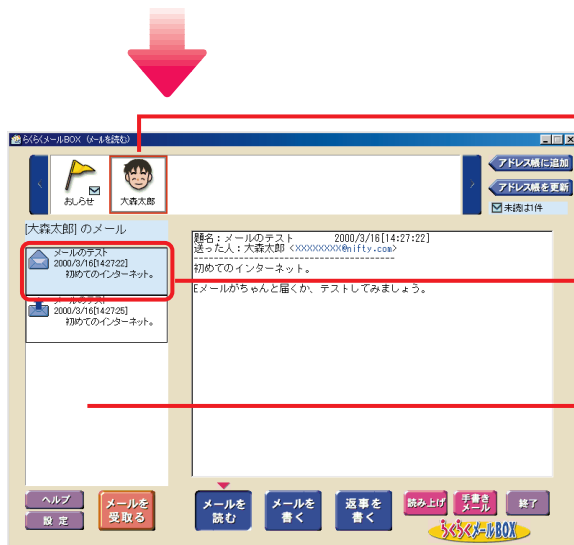 らくらくメールBOX (メールを読む)
おしらせ
大森太郎
アドレス帳に追加
アドレス帳を更新
未読は1件
[大森太郎] のメール
メールのテスト
2000/3/16[14:27:22]
初めてのインターネット。
メールのテスト
2000/3/16[14:27:25]
初めてのインターネット。
題名：メールのテスト 2000/3/16[14:27:22]
送った人：大森太郎 <XXXXXXXX@nifty.com>
----------------------------------------
初めてのインターネット。
Eメールがちゃんと届くか、テストしてみましょう。
ヘルプ
設定
メールを
受取る
メールを
読む
メールを
書く
返事を
書く
読み上げ
手書き
メール
終了
らくらくメールBOX